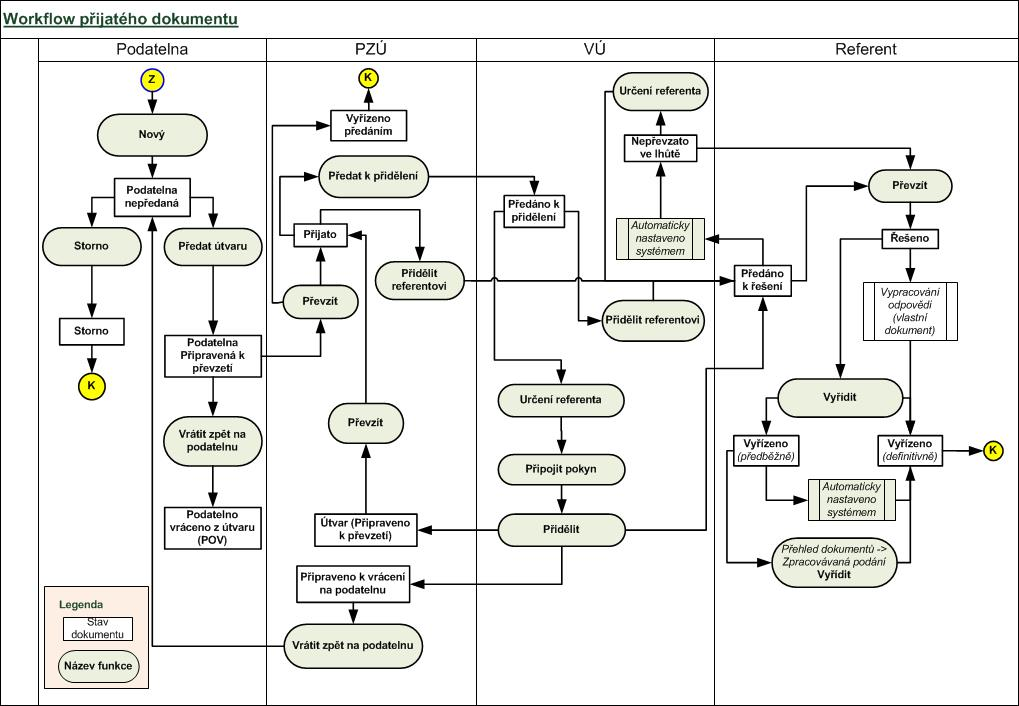 Workflow přijatého dokumentu
Podatelna
PZÚ
VÚ
Referent
Z
Nový
Podatelna
nepředaná
Storno
Předat útvaru
Storno
K
Podatelna
Připravená k
převzetí
Vrátit zpět na
podatelnu
Podatelno
vráceno z útvaru
(POV)
Legenda
Stav
dokumentu
Název funkce
K
Vyřízeno
předáním
Předat k přidělení
Přijato
Přidělit
referentovi
Převzít
Převzít
Útvar (Připraveno
k převzetí)
Připraveno k vrácení
na podatelnu
Vrátit zpět na podatelnu
Určení referenta
Nepřevzato
ve lhůtě
Předáno k
přidělení
Automaticky
nastaveno
systémem
Přidělit referentovi
Určení referenta
Připojit pokyn
Přidělit
Předáno
k řešení
Převzít
Řešeno
Vypracování
odpovědí
(vlastní
dokument)
Vyřídit
Vyřízeno
(předběžně)
Vyřízeno
(definitivně)
K
Automaticky
nastaveno
systémem
Přehled dokumentů ->
Zpracovávaná podání
Vyřídit